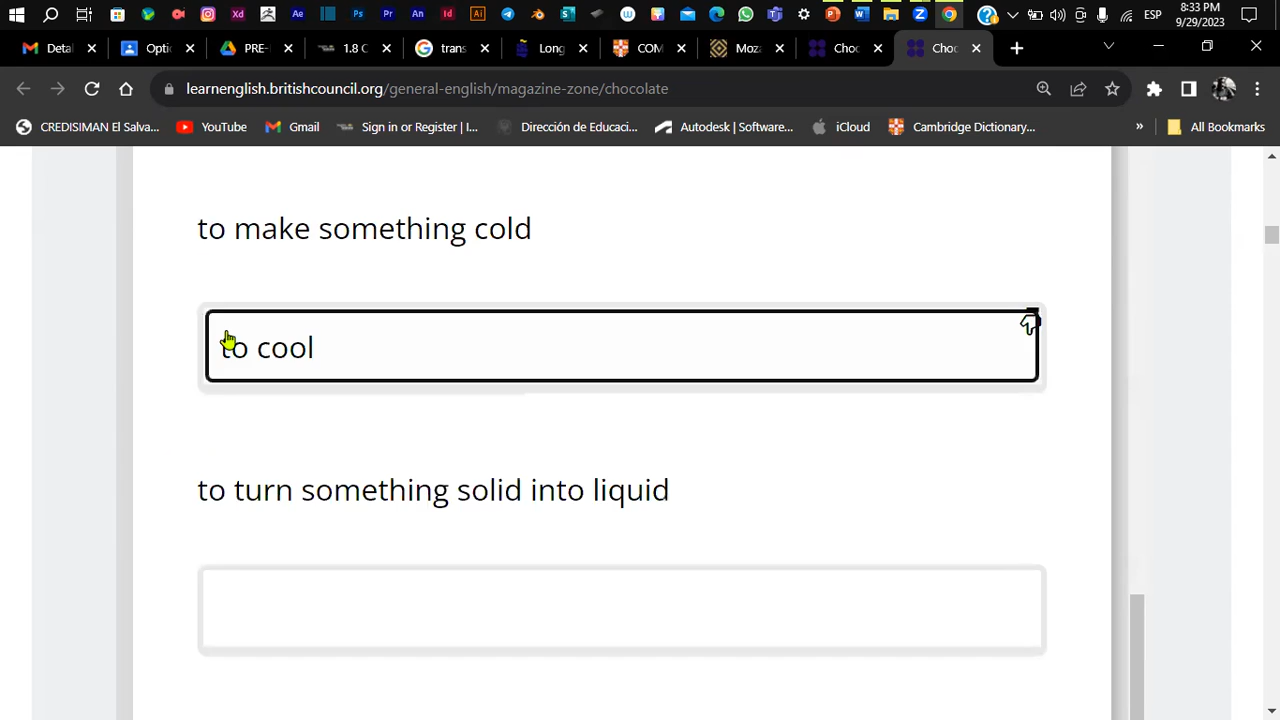 8:33 PM
ESP
9/29/2023
Detal
Optic
PRE-
1.8 C
trans
Long
COM
Moza
Choc
Choc
learnenglish.britishcouncil.org/general-english/magazine-zone/chocolate
CREDISIMAN El Salva...
YouTube
Gmail
Sign in or Register | I...
Dirección de Educaci...
Autodesk | Software...
iCloud
Cambridge Dictionary...
All Bookmarks
to make something cold
to cool
to turn something solid into liquid